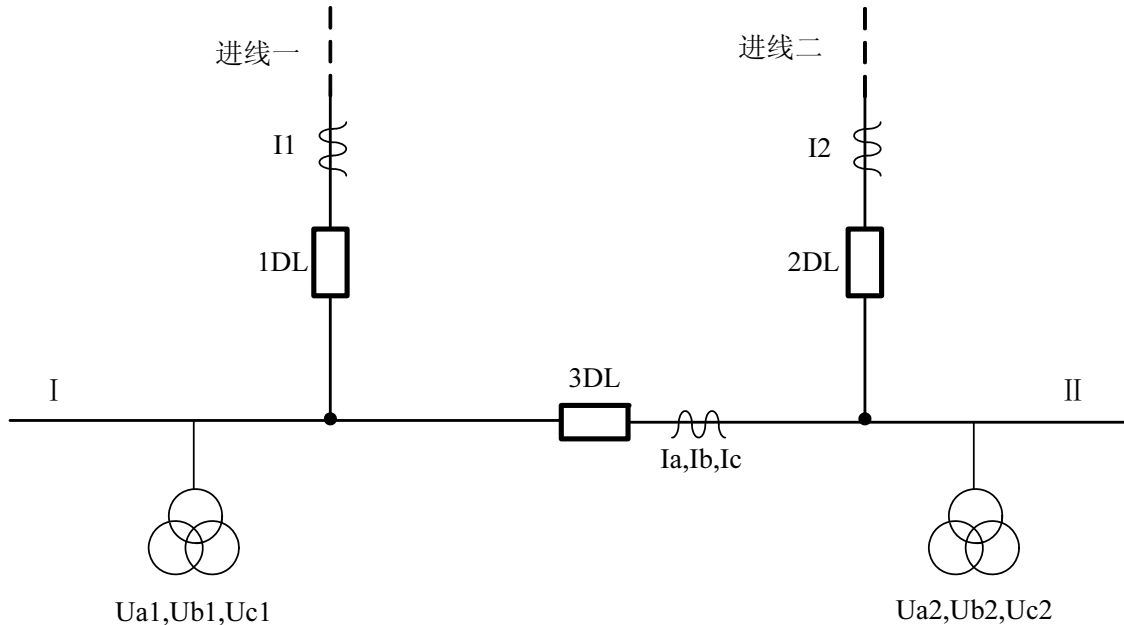 进线一
进线二
I1
I2
1DL
2DL
3DL
Ⅰ
Ⅱ
Ia,Ib,Ic
Ua1,Ub1,Uc1
Ua2,Ub2,Uc2